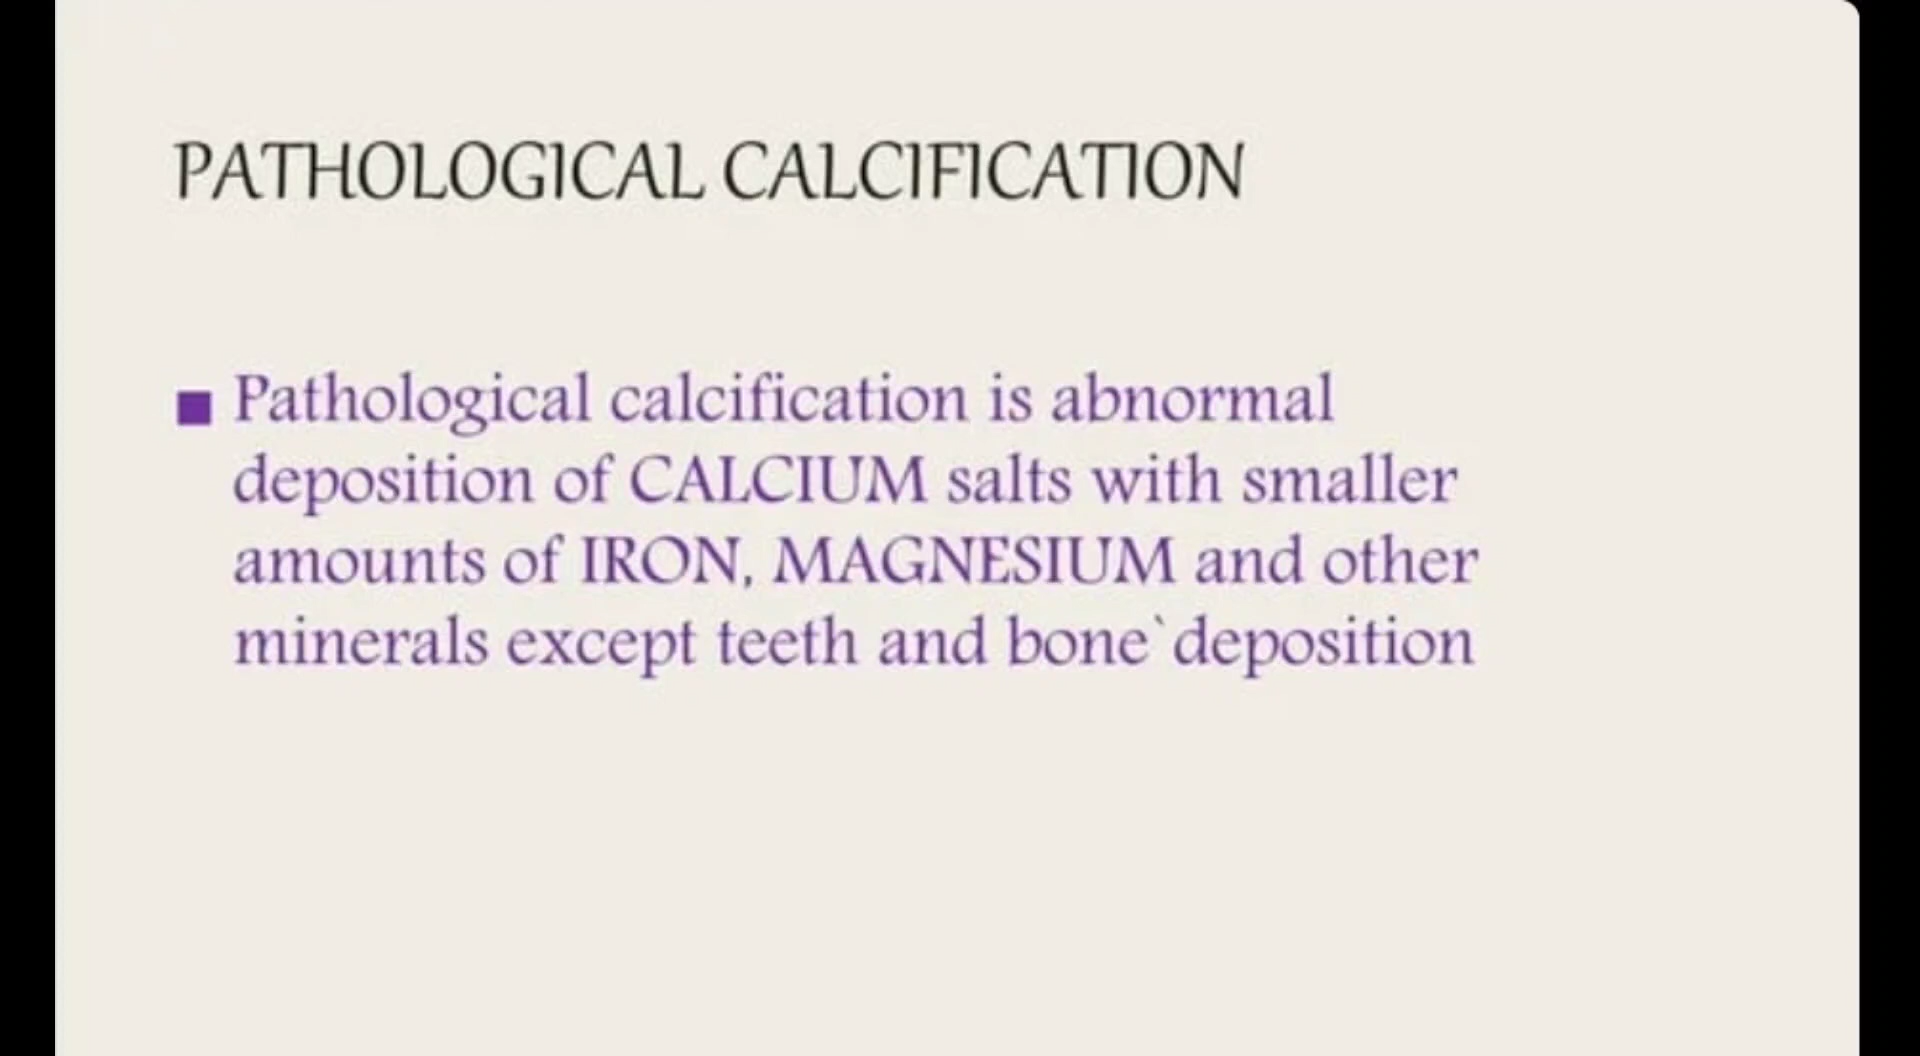 PATHOLOGICAL CALCIFICATION
Pathological calcification is abnormal
deposition of CALCIUM salts with smaller
amounts of IRON, MAGNESIUM and other
minerals except teeth and bone`deposition